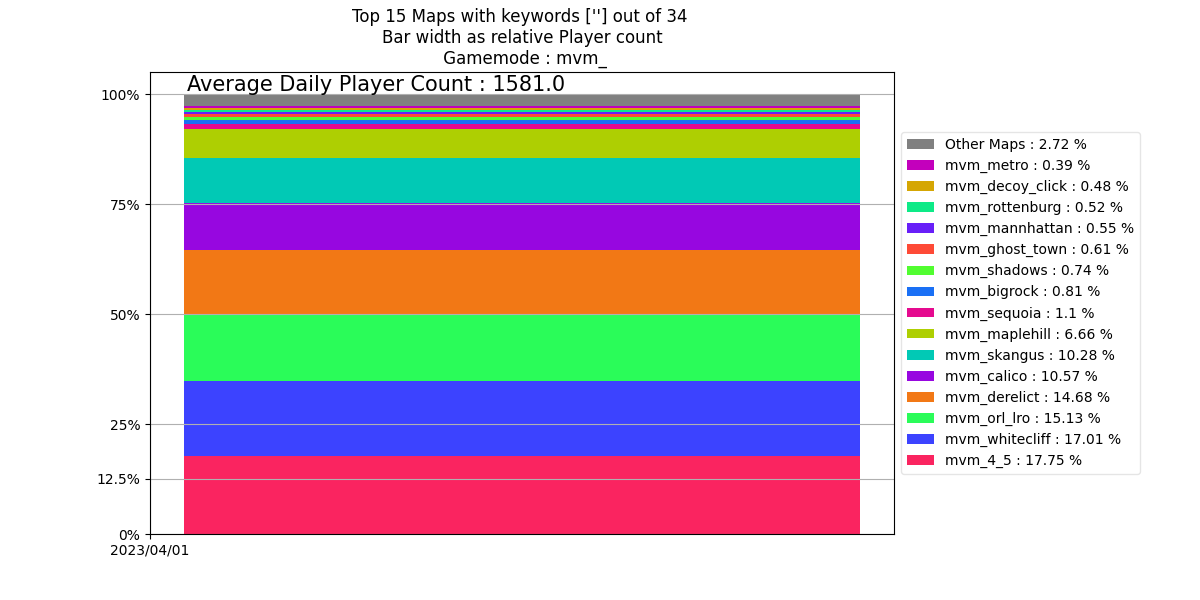 Top 15 Maps with keywords [''] out of 34
Bar width as relative Player count
Gamemode : mvm_
Average Daily Player Count : 1581.0
100%
75%
50%
25%
12.5%
0%
2023/04/01
Other Maps : 2.72 %
mvm_metro : 0.39 %
mvm_decoy_click : 0.48 %
mvm_rottenburg : 0.52 %
mvm_mannhattan : 0.55 %
mvm_ghost_town : 0.61 %
mvm_shadows : 0.74 %
mvm_bigrock : 0.81 %
mvm_sequoia : 1.1 %
mvm_maplehill : 6.66 %
mvm_skangus : 10.28 %
mvm_calico : 10.57 %
mvm_derelict : 14.68 %
mvm_orl_lro : 15.13 %
mvm_whitecliff : 17.01 %
mvm_4_5 : 17.75 %